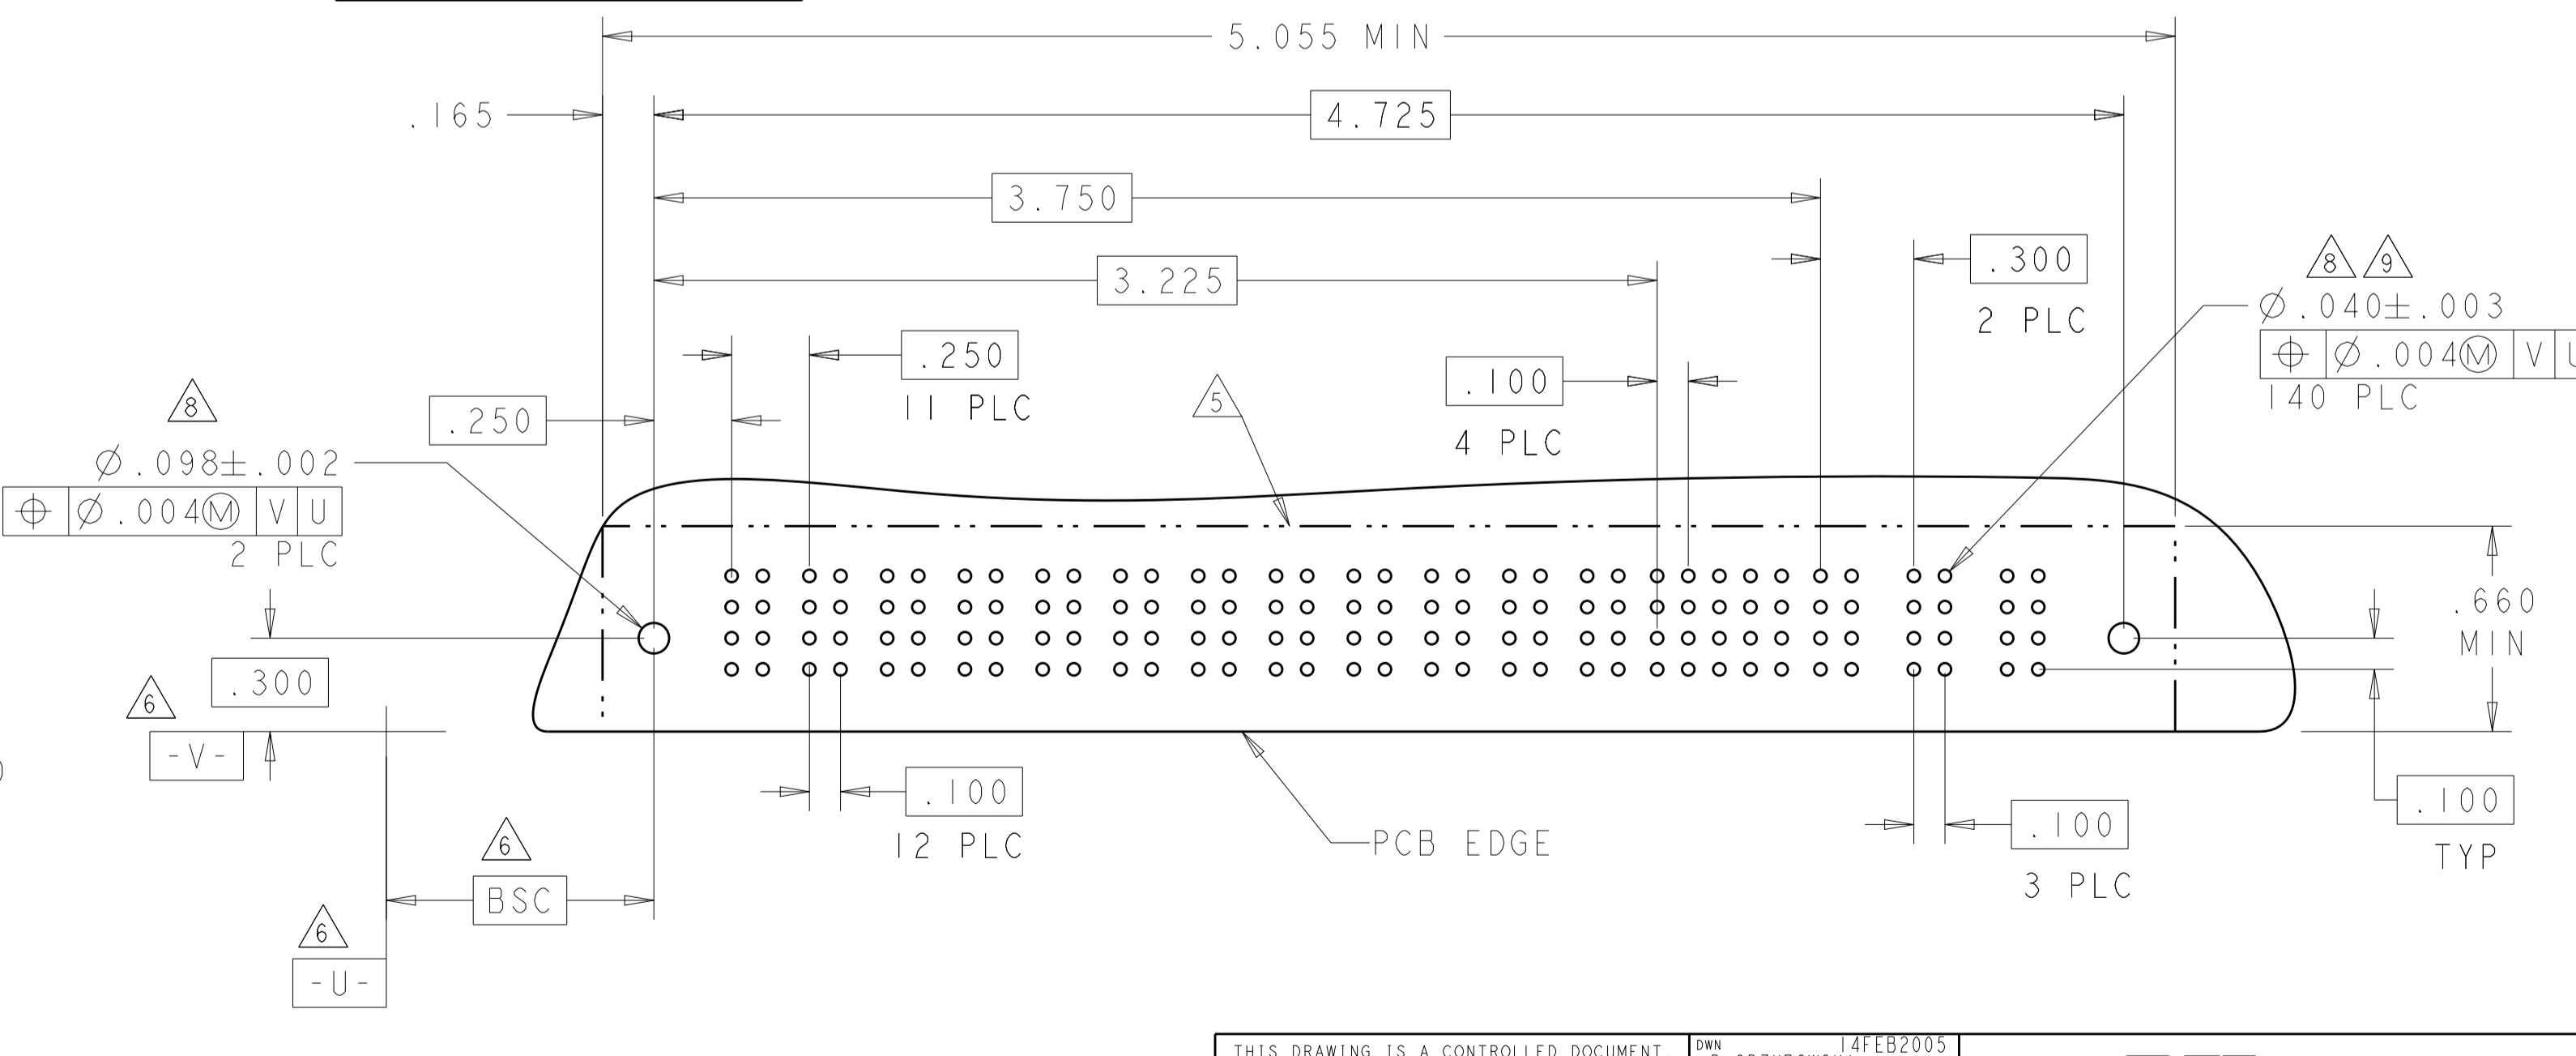 5.055 MIN
.165
4.725
3.750
3.225
.300
2 PLC
8 9
Ø.040±.003
⌖ Ø.004Ⓜ V U
140 PLC
.250
11 PLC
.100
4 PLC
5
8
.250
Ø.098±.002
⌖ Ø.004Ⓜ V U
2 PLC
.660
MIN
.300
6
-V-
.100
12 PLC
PCB EDGE
.100
3 PLC
.100
TYP
6
BSC
6
-U-
THIS DRAWING IS A CONTROLLED DOCUMENT.
DWN 14FEB2005